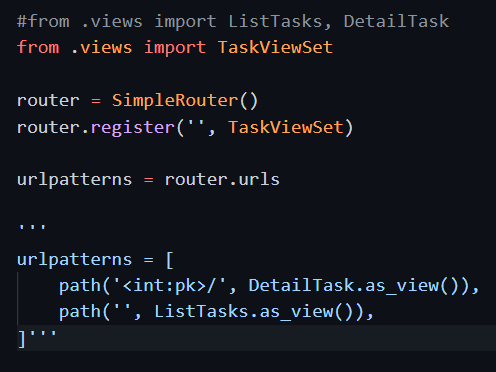 #from .views import ListTasks, DetailTask
from .views import TaskViewSet
router = SimpleRouter()
router.register('', TaskViewSet)
urlpatterns = router.urls
'''
urlpatterns = [
    path('<int:pk>/', DetailTask.as_view()),
    path('', ListTasks.as_view()),
]'''